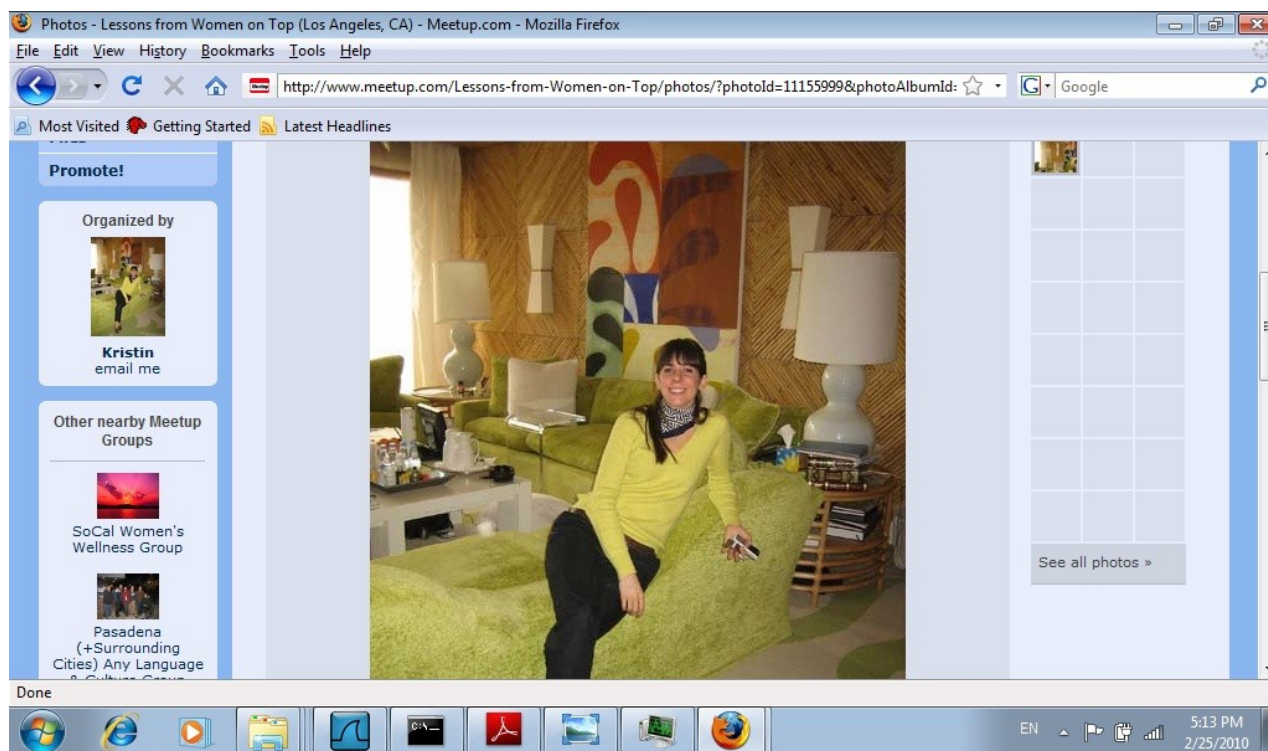 Photos - Lessons from Women on Top (Los Angeles, CA) - Meetup.com - Mozilla Firefox
File Edit View History Bookmarks Tools Help
http://www.meetup.com/Lessons-from-Women-on-Top/photos/?photoId=11155999&photoAlbumId=
Google
Most Visited Getting Started Latest Headlines
Promote!
Organized by
Kristin
email me
Other nearby Meetup
Groups
SoCal Women's
Wellness Group
Pasadena
(+Surrounding
Cities) Any Language
& Culture Group
See all photos »
Done
EN
5:13 PM
2/25/2010